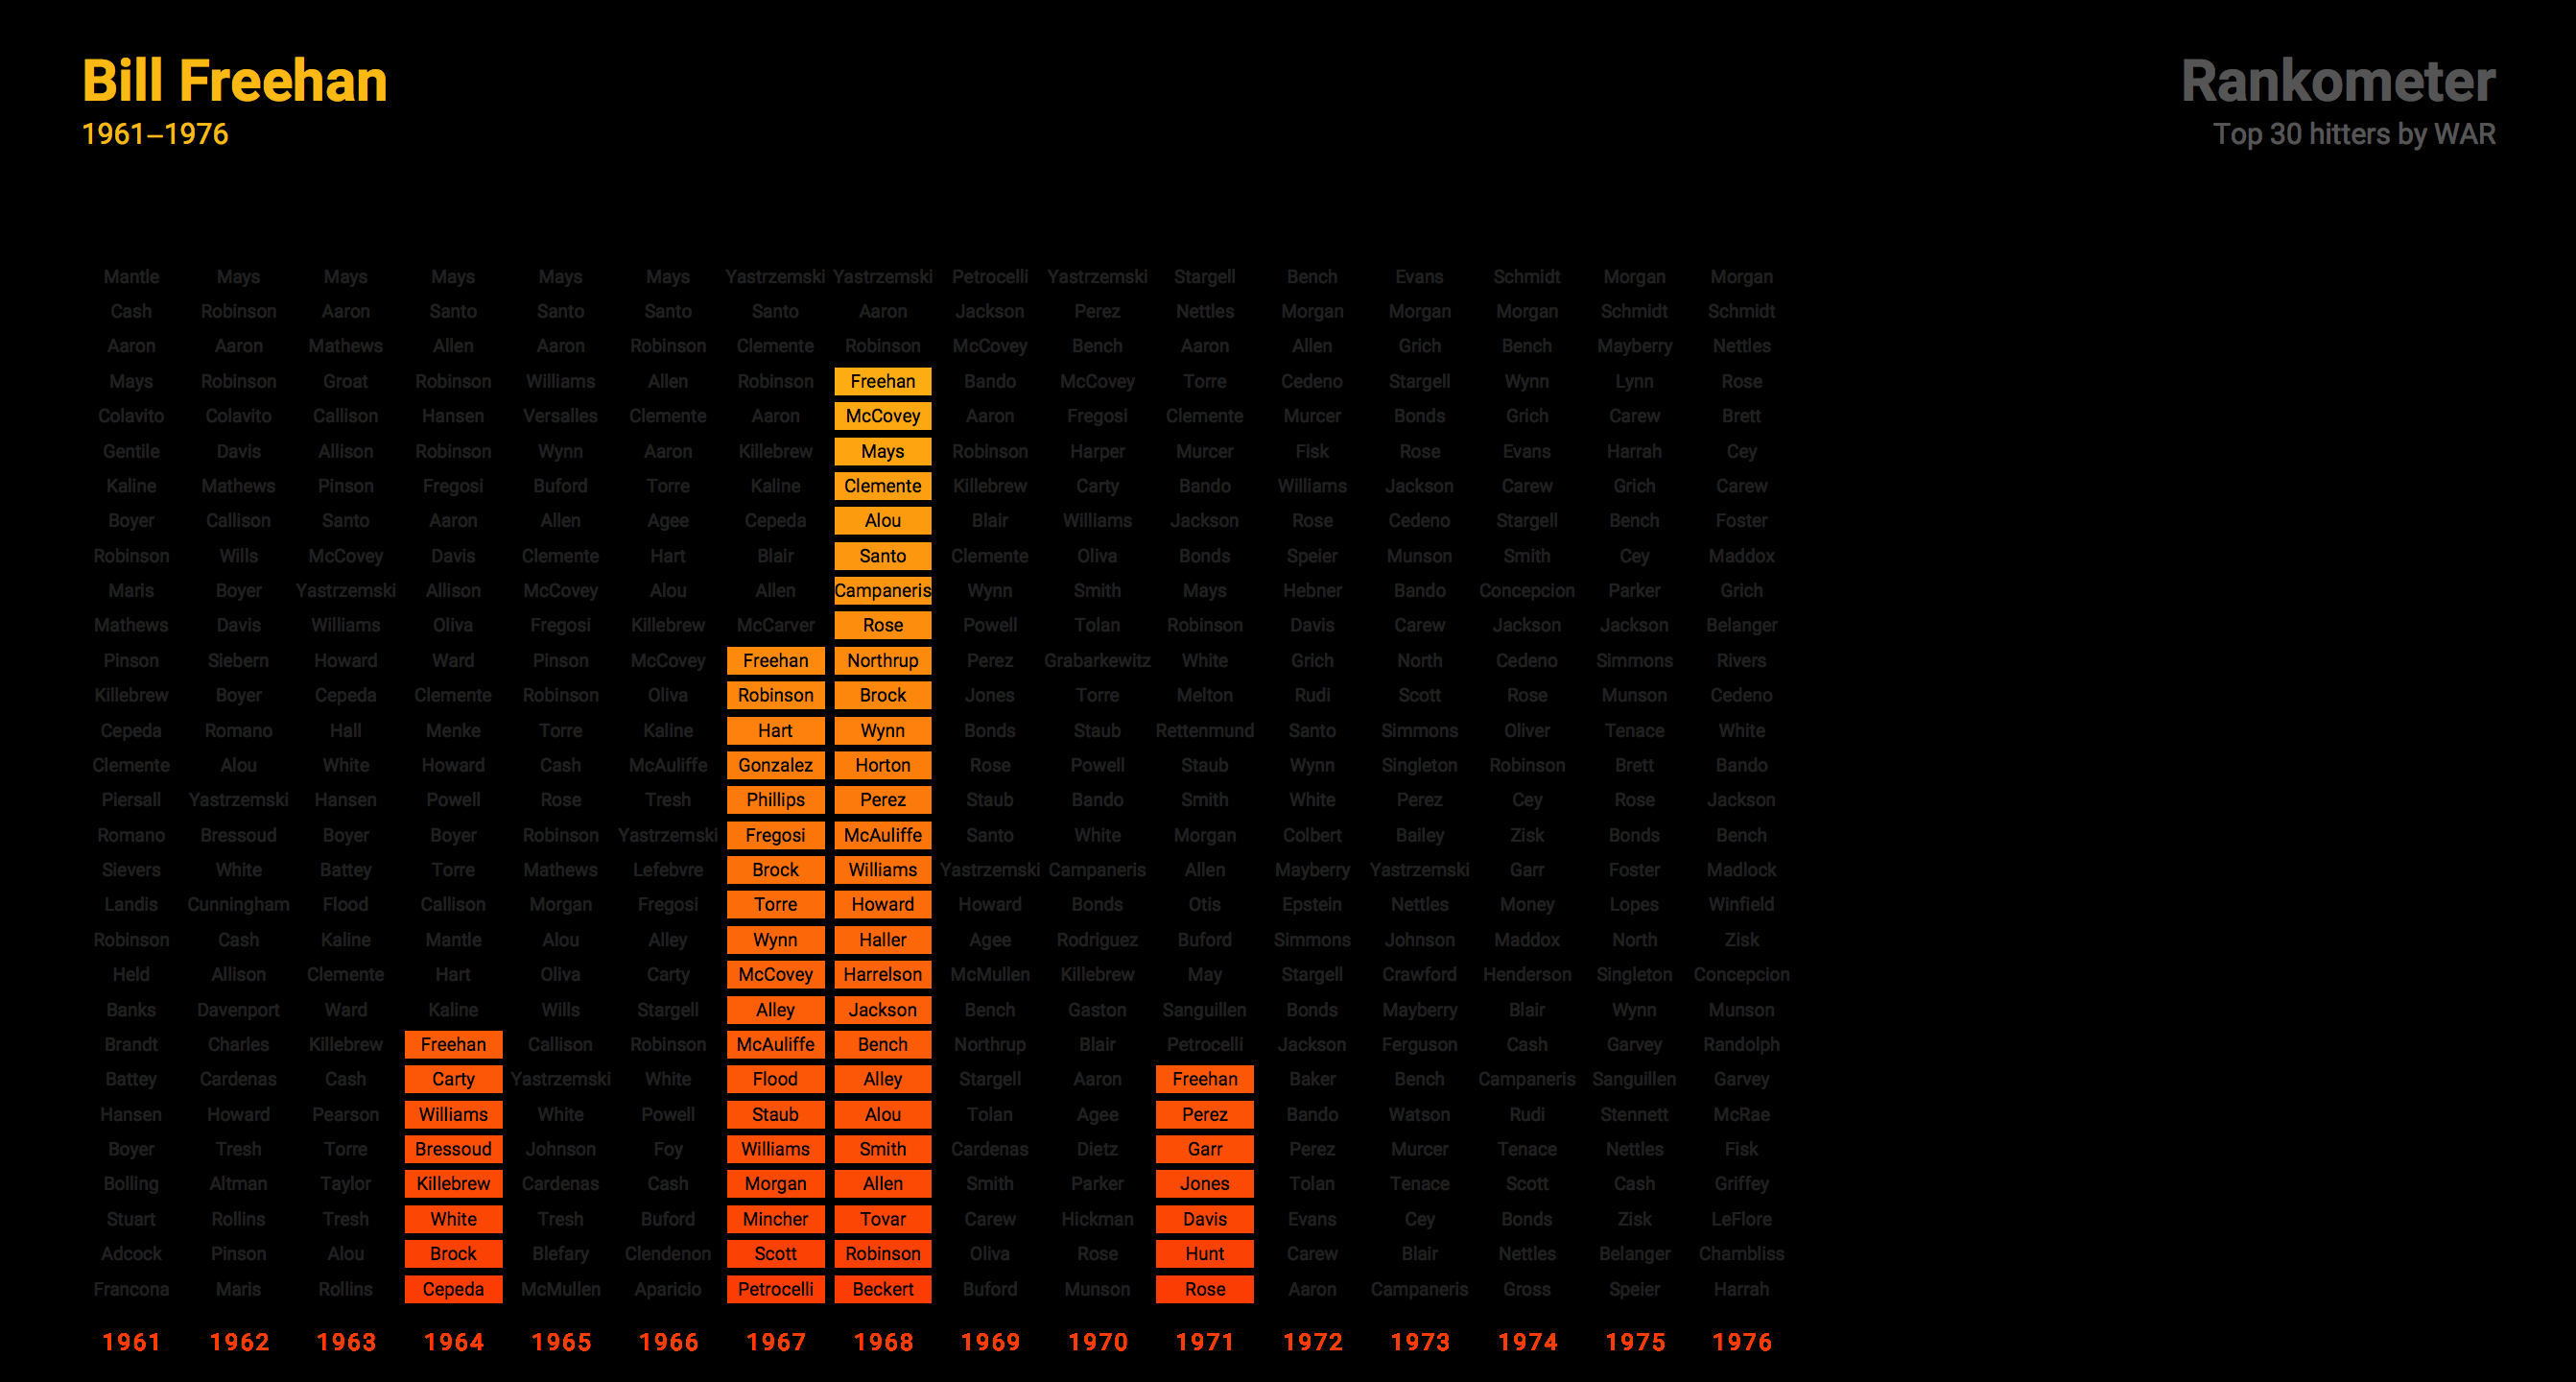 Bill Freehan
1961–1976
Rankometer
Top 30 hitters by WAR
Mantle Mays Mays Mays Mays Mays Yastrzemski Yastrzemski Petrocelli Yastrzemski Stargell Bench Evans Schmidt Morgan Morgan
Cash Robinson Aaron Santo Santo Santo Santo Aaron Jackson Perez Nettles Morgan Morgan Morgan Schmidt Schmidt
Aaron Aaron Mathews Allen Aaron Robinson Clemente Robinson McCovey Bench Aaron Allen Grich Bench Mayberry Nettles
Mays Robinson Groat Robinson Williams Allen Robinson Freehan Bando McCovey Torre Cedeno Stargell Wynn Lynn Rose
Colavito Colavito Callison Hansen Versalles Clemente Aaron McCovey Aaron Fregosi Clemente Murcer Bonds Grich Carew Brett
Gentile Davis Allison Robinson Wynn Aaron Killebrew Mays Robinson Harper Murcer Fisk Rose Evans Harrah Cey
Kaline Mathews Pinson Fregosi Buford Torre Kaline Clemente Killebrew Carty Bando Williams Jackson Carew Grich Carew
Boyer Callison Santo Aaron Allen Agee Cepeda Alou Blair Williams Jackson Rose Cedeno Stargell Bench Foster
Robinson Wills McCovey Davis Clemente Hart Blair Santo Clemente Oliva Bonds Speier Munson Smith Cey Maddox
Maris Boyer Yastrzemski Allison McCovey Alou Allen Campaneris Wynn Smith Mays Hebner Bando Concepcion Parker Grich
Mathews Davis Williams Oliva Fregosi Killebrew McCarver Rose Powell Tolan Robinson Davis Carew Jackson Jackson Belanger
Pinson Siebern Howard Ward Pinson McCovey Freehan Northrup Perez Grabarkewitz White Grich North Cedeno Simmons Rivers
Killebrew Boyer Cepeda Clemente Robinson Oliva Robinson Brock Jones Torre Melton Rudi Scott Rose Munson Cedeno
Cepeda Romano Hall Menke Torre Kaline Hart Wynn Bonds Staub Rettenmund Santo Simmons Oliver Tenace White
Clemente Alou White Howard Cash McAuliffe Gonzalez Horton Rose Powell Staub Wynn Singleton Robinson Brett Bando
Piersall Yastrzemski Hansen Powell Rose Tresh Phillips Perez Staub Bando Smith White Perez Cey Rose Jackson
Romano Bressoud Boyer Boyer Robinson Yastrzemski Fregosi McAuliffe Santo White Morgan Colbert Bailey Zisk Bonds Bench
Sievers White Battey Torre Mathews Lefebvre Brock Williams Yastrzemski Campaneris Allen Mayberry Yastrzemski Garr Foster Madlock
Landis Cunningham Flood Callison Morgan Fregosi Torre Howard Howard Bonds Otis Epstein Nettles Money Lopes Winfield
Robinson Cash Kaline Mantle Alou Alley Wynn Haller Agee Rodriguez Buford Simmons Johnson Maddox North Zisk
Held Allison Clemente Hart Oliva Carty McCovey Harrelson McMullen Killebrew May Stargell Crawford Henderson Singleton Concepcion
Banks Davenport Ward Kaline Wills Stargell Alley Jackson Bench Gaston Sanguillen Bonds Mayberry Blair Wynn Munson
Brandt Charles Killebrew Freehan Callison Robinson McAuliffe Bench Northrup Blair Petrocelli Jackson Ferguson Cash Garvey Randolph
Battey Cardenas Cash Carty Yastrzemski White Flood Alley Stargell Aaron Freehan Baker Bench Campaneris Sanguillen Garvey
Hansen Howard Pearson Williams White Powell Staub Alou Tolan Agee Perez Bando Watson Rudi Stennett McRae
Boyer Tresh Torre Bressoud Johnson Foy Williams Smith Cardenas Dietz Garr Perez Murcer Tenace Nettles Fisk
Bolling Altman Taylor Killebrew Cardenas Cash Morgan Allen Smith Parker Jones Tolan Tenace Scott Cash Griffey
Stuart Rollins Tresh White Tresh Buford Mincher Tovar Carew Hickman Davis Evans Cey Bonds Zisk LeFlore
Adcock Pinson Alou Brock Blefary Clendenon Scott Robinson Oliva Rose Hunt Carew Blair Nettles Belanger Chambliss
Francona Maris Rollins Cepeda McMullen Aparicio Petrocelli Beckert Buford Munson Rose Aaron Campaneris Gross Speier Harrah
1961 1962 1963 1964 1965 1966 1967 1968 1969 1970 1971 1972 1973 1974 1975 1976